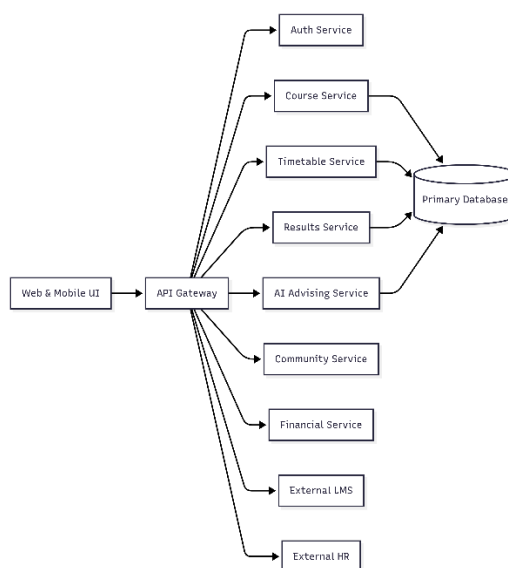 Auth Service
Course Service
Timetable Service
Primary Database
Results Service
Web & Mobile UI
API Gateway
AI Advising Service
Community Service
Financial Service
External LMS
External HR